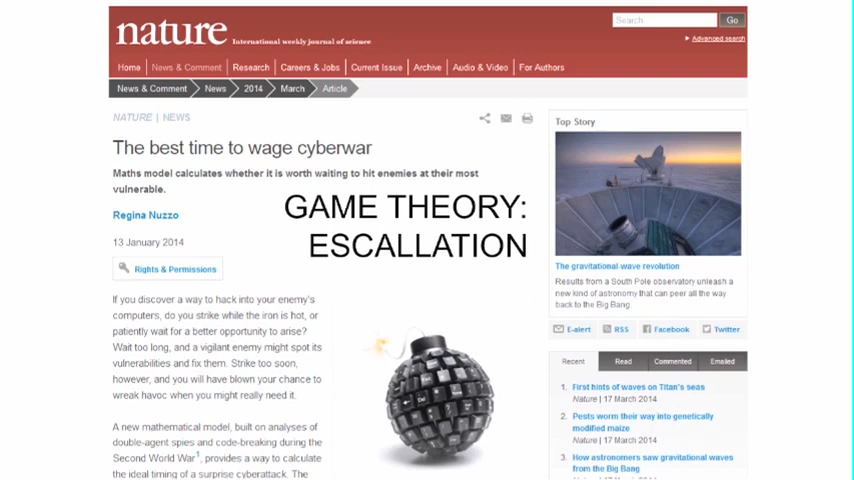 nature International weekly journal of science
Search Go
Advanced search
Home News & Comment Research Careers & Jobs Current Issue Archive Audio & Video For Authors
News & Comment News 2014 March Article
NATURE | NEWS
The best time to wage cyberwar
Maths model calculates whether it is worth waiting to hit enemies at their most
vulnerable.
Regina Nuzzo
13 January 2014
Rights & Permissions
GAME THEORY:
ESCALLATION
If you discover a way to hack into your enemy's
computers, do you strike while the iron is hot, or
patiently wait for a better opportunity to arise?
Wait too long, and a vigilant enemy might spot its
vulnerabilities and fix them. Strike too soon,
however, and you will have blown your chance to
wreak havoc when you might really need it.
A new mathematical model, built on analyses of
double-agent spies and code-breaking during the
Second World War1, provides a way to calculate
the ideal timing of a surprise cyberattack. The
Top Story
The gravitational-wave revolution
Results from a South Pole observatory unleash a
new kind of astronomy that can peer all the way
back to the Big Bang.
E-alert RSS Facebook Twitter
Recent Read Commented Emailed
1. First hints of waves on Titan's seas
Nature | 17 March 2014
2. Pests worm their way into genetically
modified maize
Nature | 17 March 2014
3. How astronomers saw gravitational waves
from the Big Bang